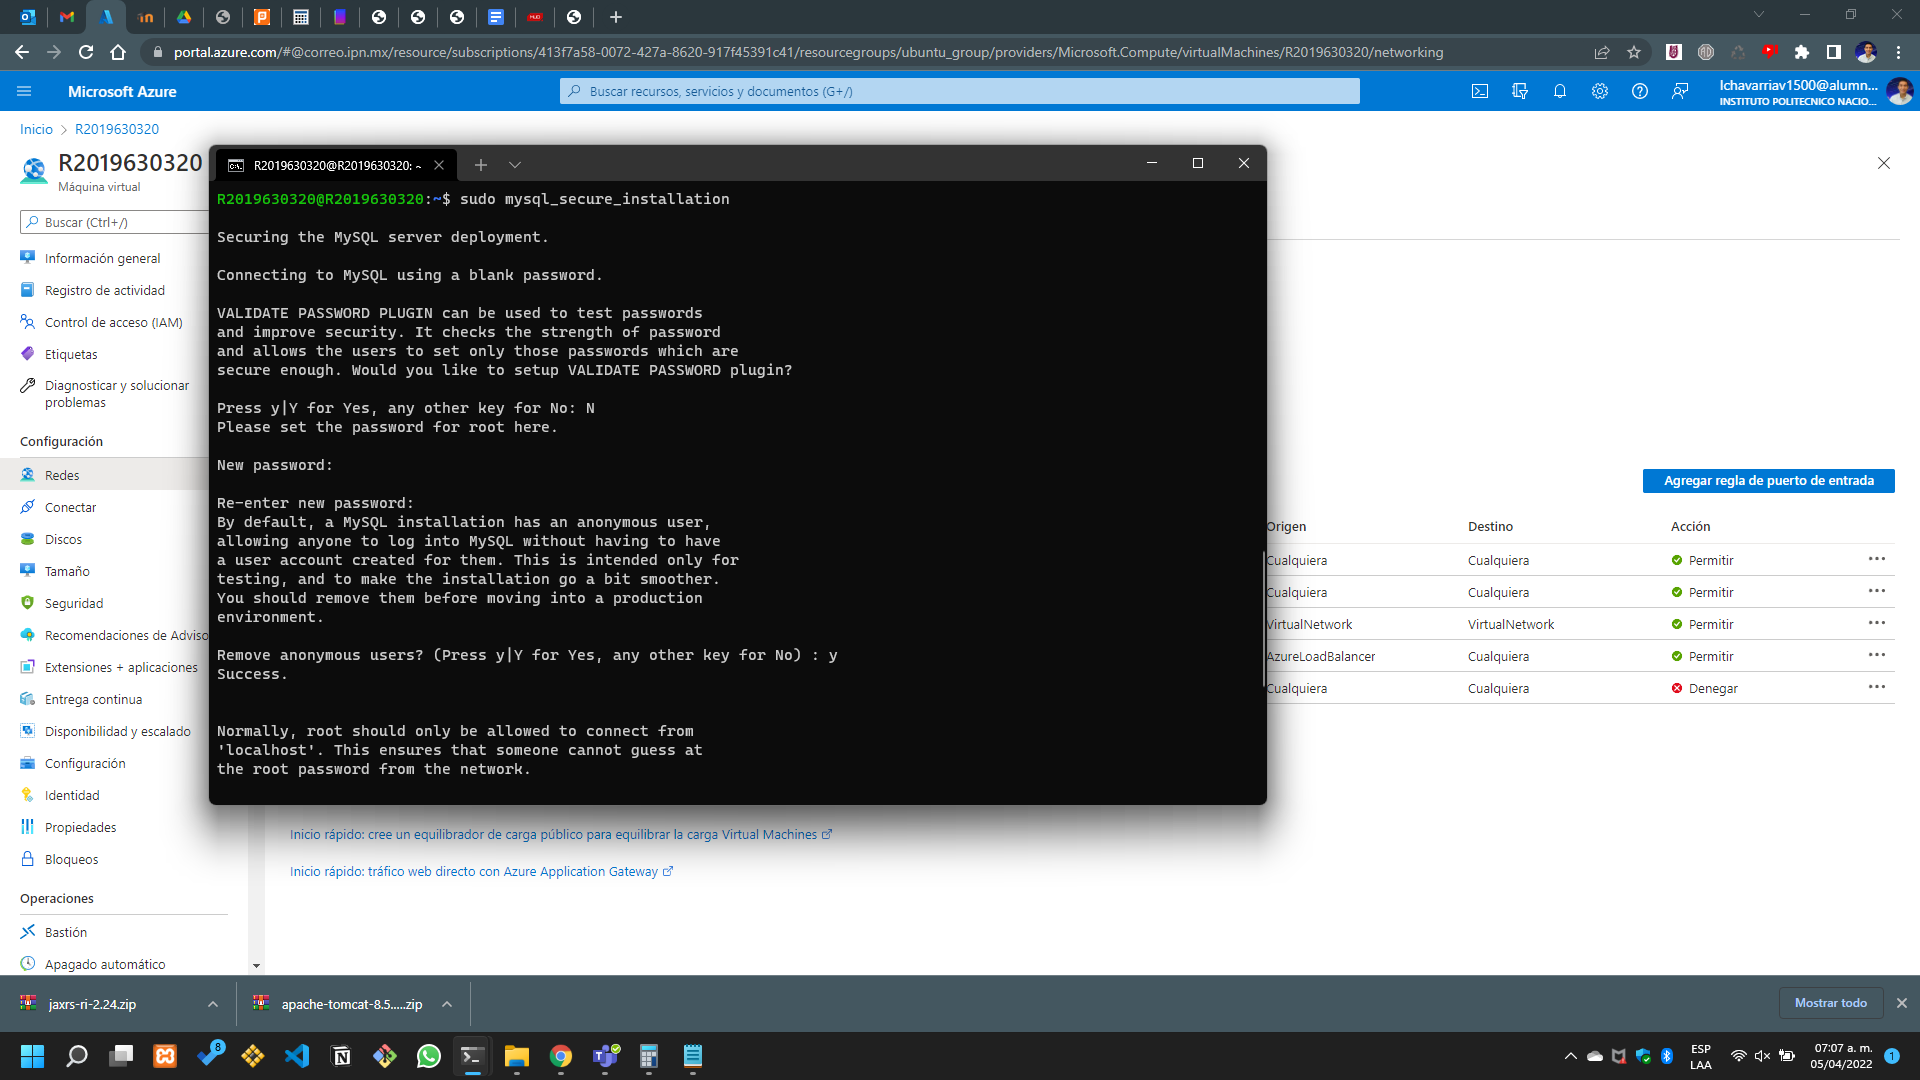 portal.azure.com/#@correo.ipn.mx/resource/subscriptions/413f7a58-0072-427a-8620-917f45391c41/resourcegroups/ubuntu_group/providers/Microsoft.Compute/virtualMachines/R2019630320/networking
Microsoft Azure
Buscar recursos, servicios y documentos (G+/)
lchavarriav1500@alumn...
INSTITUTO POLITECNICO NACIO...
Inicio > R2019630320
R2019630320
Máquina virtual
Buscar (Ctrl+/)
Información general
Registro de actividad
Control de acceso (IAM)
Etiquetas
Diagnosticar y solucionar
problemas
Configuración
Redes
Conectar
Discos
Tamaño
Seguridad
Recomendaciones de Adviso
Extensiones + aplicaciones
Entrega continua
Disponibilidad y escalado
Configuración
Identidad
Propiedades
Bloqueos
Operaciones
Bastión
Apagado automático
R2019630320@R2019630320: ~
R2019630320@R2019630320:~$ sudo mysql_secure_installation
Securing the MySQL server deployment.
Connecting to MySQL using a blank password.
VALIDATE PASSWORD PLUGIN can be used to test passwords
and improve security. It checks the strength of password
and allows the users to set only those passwords which are
secure enough. Would you like to setup VALIDATE PASSWORD plugin?
Press y|Y for Yes, any other key for No: N
Please set the password for root here.
New password:
Re-enter new password:
By default, a MySQL installation has an anonymous user,
allowing anyone to log into MySQL without having to have
a user account created for them. This is intended only for
testing, and to make the installation go a bit smoother.
You should remove them before moving into a production
environment.
Remove anonymous users? (Press y|Y for Yes, any other key for No) : y
Success.
Normally, root should only be allowed to connect from
'localhost'. This ensures that someone cannot guess at
the root password from the network.
Agregar regla de puerto de entrada
Origen Destino Acción
Cualquiera Cualquiera Permitir
Cualquiera Cualquiera Permitir
VirtualNetwork VirtualNetwork Permitir
AzureLoadBalancer Cualquiera Permitir
Cualquiera Cualquiera Denegar
Inicio rápido: cree un equilibrador de carga público para equilibrar la carga Virtual Machines
Inicio rápido: tráfico web directo con Azure Application Gateway
jaxrs-ri-2.24.zip
apache-tomcat-8.5.....zip
Mostrar todo
8
ESP
LAA
07:07 a. m.
05/04/2022
1